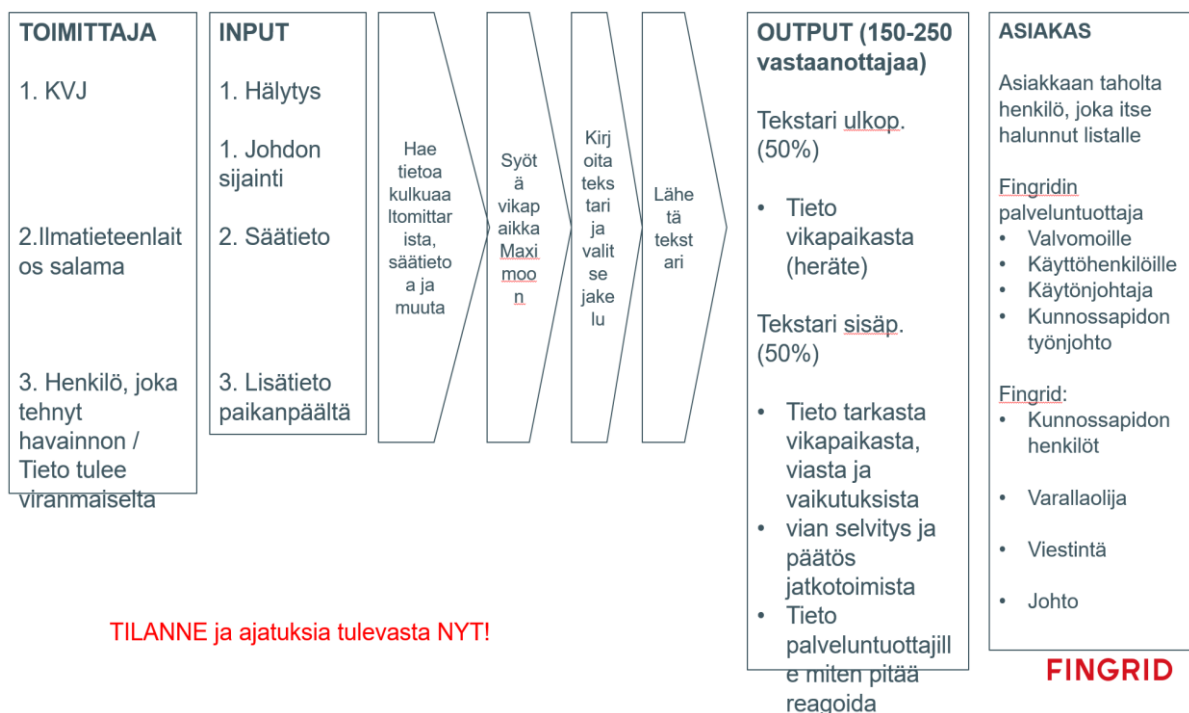 TOIMITTAJA
1. KVJ
2.Ilmatieteenlait
os salama
3. Henkilö, joka
tehnyt
havainnon /
Tieto tulee
viranmaiselta
INPUT
1. Hälytys
1. Johdon
sijainti
2. Säätieto
3. Lisätieto
paikanpäältä
Hae
tietoa
kulkuaa
ltomittar
ista,
säätieto
a ja
muuta
Syöt
ä
vikap
aikka
Maxi
moo
n
Kirj
oita
teks
tari
ja
valit
se
jake
lu
Lähe
tä
tekst
ari
OUTPUT (150-250
vastaanottajaa)
Tekstari ulkop.
(50%)
• Tieto
vikapaikasta
(heräte)
Tekstari sisäp.
(50%)
• Tieto tarkasta
vikapaikasta,
viasta ja
vaikutuksista
• vian selvitys ja
päätös
jatkotoimista
• Tieto
palveluntuottajill
e miten pitää
reagoida
ASIAKAS
Asiakkaan taholta
henkilö, joka itse
halunnut listalle
Fingridin
palveluntuottaja
• Valvomoille
• Käyttöhenkilöille
• Käytönjohtaja
• Kunnossapidon
työnjohto
Fingrid:
• Kunnossapidon
henkilöt
• Varallaolija
• Viestintä
• Johto
TILANNE ja ajatuksia tulevasta NYT!
FINGRID